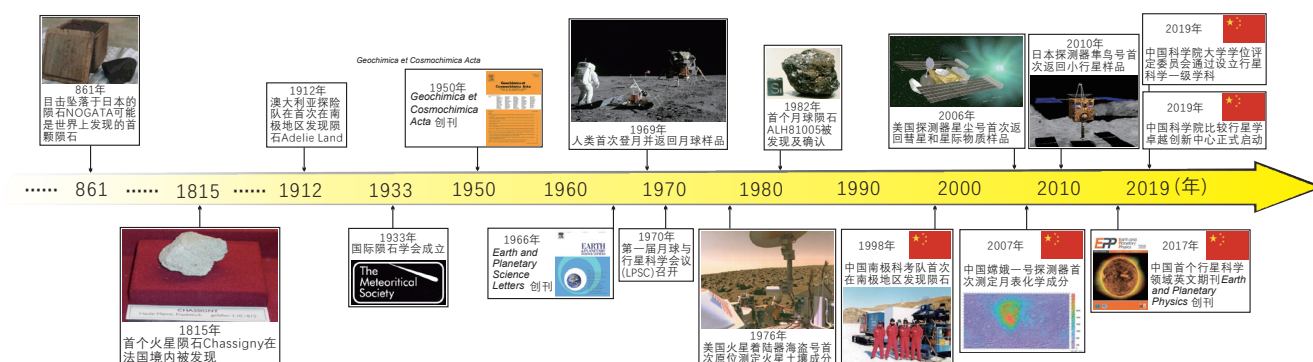 861年
目击坠落于日本的
陨石NOGATA可能
是世界上发现的首
颗陨石
1912年
澳大利亚探险
队在首次在南
极地区发现陨
石Adelie Land
Geochimica et Cosmochimica Acta
1950年
Geochimica et
Cosmochimica
Acta 创刊
1969年
人类首次登月并返回月球样品
1982年
首个月球陨石
ALH81005被
发现及确认
2006年
美国探测器星尘号首次返
回彗星和星际物质样品
2010年
日本探测器隼鸟号首
次返回小行星样品
2019年
中国科学院大学学位评
定委员会通过设立行星
科学一级学科
2019年
中国科学院比较行星学
卓越创新中心正式启动
······ 861 ······ 1815 ······ 1912 1933 1950 1960 1970 1980 1990 2000 2010 2019 (年)
CHASSIGNY
1815年
首个火星陨石Chassigny在
法国境内被发现
1933年
国际陨石学会成立
The
Meteoritical
Society
1966年
Earth and
Planetary
Science
Letters 创刊
EARTH
1970年
第一届月球与
行星科学会议
(LPSC)召开
1976年
美国火星着陆器海盗号首
次原位测定火星土壤成分
1998年
中国南极科考队首次
在南极地区发现陨石
2007年
中国嫦娥一号探测器首
次测定月表化学成分
EPP
Earth and
Planetary
Physics
2017年
中国首个行星科学
领域英文期刊Earth
and Planetary
Physics 创刊